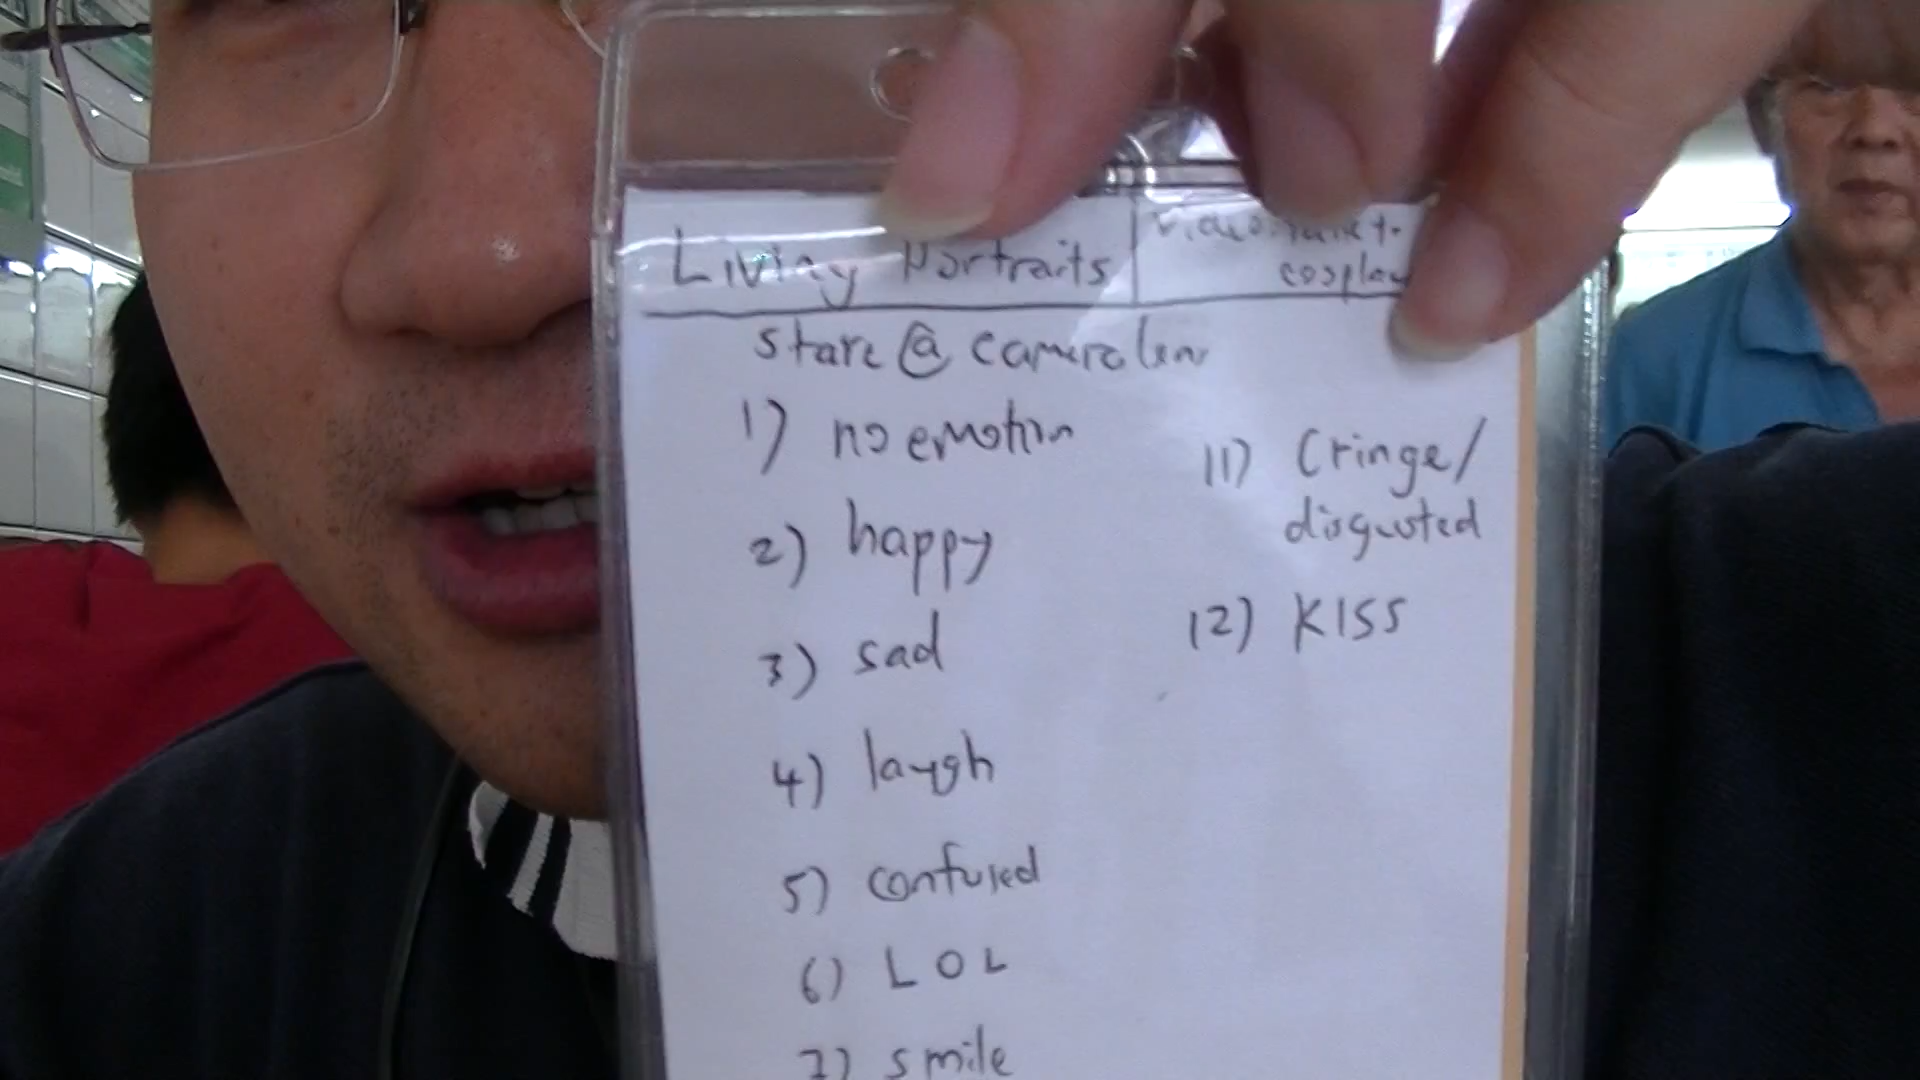 Living Portraits
cosplay
stare @ camera lens
1) no emotion
2) happy
3) sad
4) laugh
5) confused
6) LOL
7) smile
11) Cringe/
disgusted
12) KISS